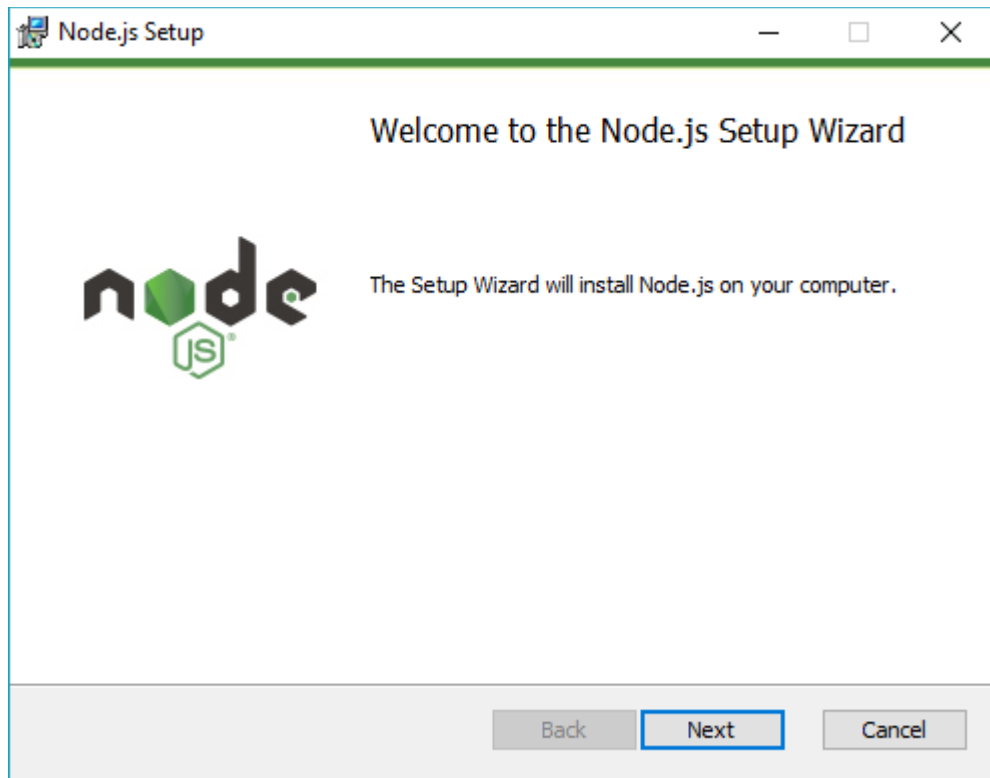 Node.js Setup
Welcome to the Node.js Setup Wizard
node
JS®
The Setup Wizard will install Node.js on your computer.
Back
Next
Cancel